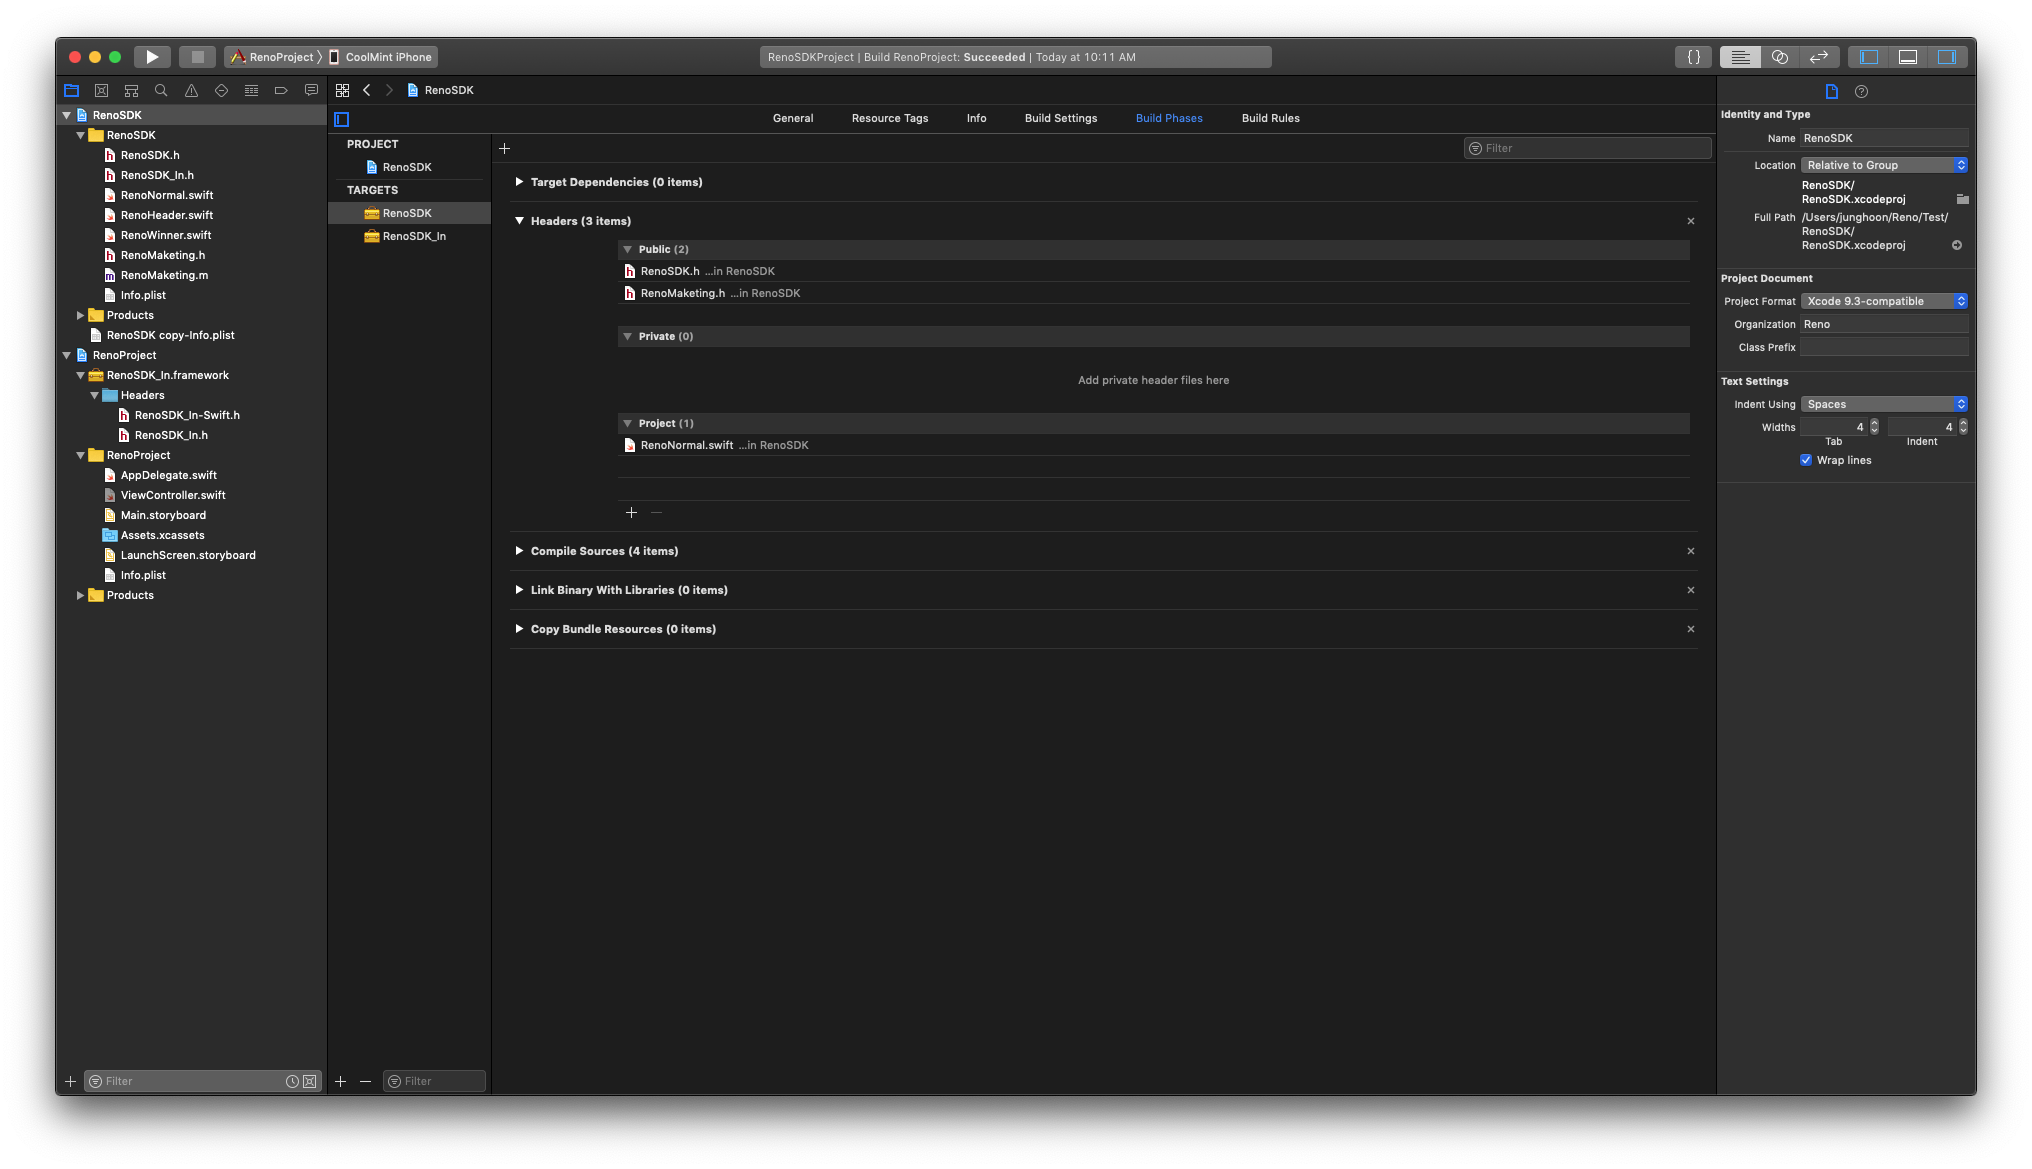 RenoProject
CoolMint iPhone
RenoSDKProject | Build RenoProject: Succeeded | Today at 10:11 AM
{ }
RenoSDK
RenoSDK
RenoSDK.h
RenoSDK_In.h
RenoNormal.swift
RenoHeader.swift
RenoWinner.swift
RenoMaketing.h
RenoMaketing.m
Info.plist
Products
RenoSDK copy-Info.plist
RenoProject
RenoSDK_In.framework
Headers
RenoSDK_In-Swift.h
RenoSDK_In.h
RenoProject
AppDelegate.swift
ViewController.swift
Main.storyboard
Assets.xcassets
LaunchScreen.storyboard
Info.plist
Products
Filter
RenoSDK
General
Resource Tags
Info
Build Settings
Build Phases
Build Rules
PROJECT
RenoSDK
TARGETS
RenoSDK
RenoSDK_In
Filter
Filter
Target Dependencies (0 items)
Headers (3 items)
Public (2)
RenoSDK.h ...in RenoSDK
RenoMaketing.h ...in RenoSDK
Private (0)
Add private header files here
Project (1)
RenoNormal.swift ...in RenoSDK
Compile Sources (4 items)
Link Binary With Libraries (0 items)
Copy Bundle Resources (0 items)
Identity and Type
Name RenoSDK
Location Relative to Group
RenoSDK/
RenoSDK.xcodeproj
Full Path /Users/junghoon/Reno/Test/
RenoSDK/
RenoSDK.xcodeproj
Project Document
Project Format Xcode 9.3-compatible
Organization Reno
Class Prefix
Text Settings
Indent Using Spaces
Widths 4 4
Tab Indent
Wrap lines